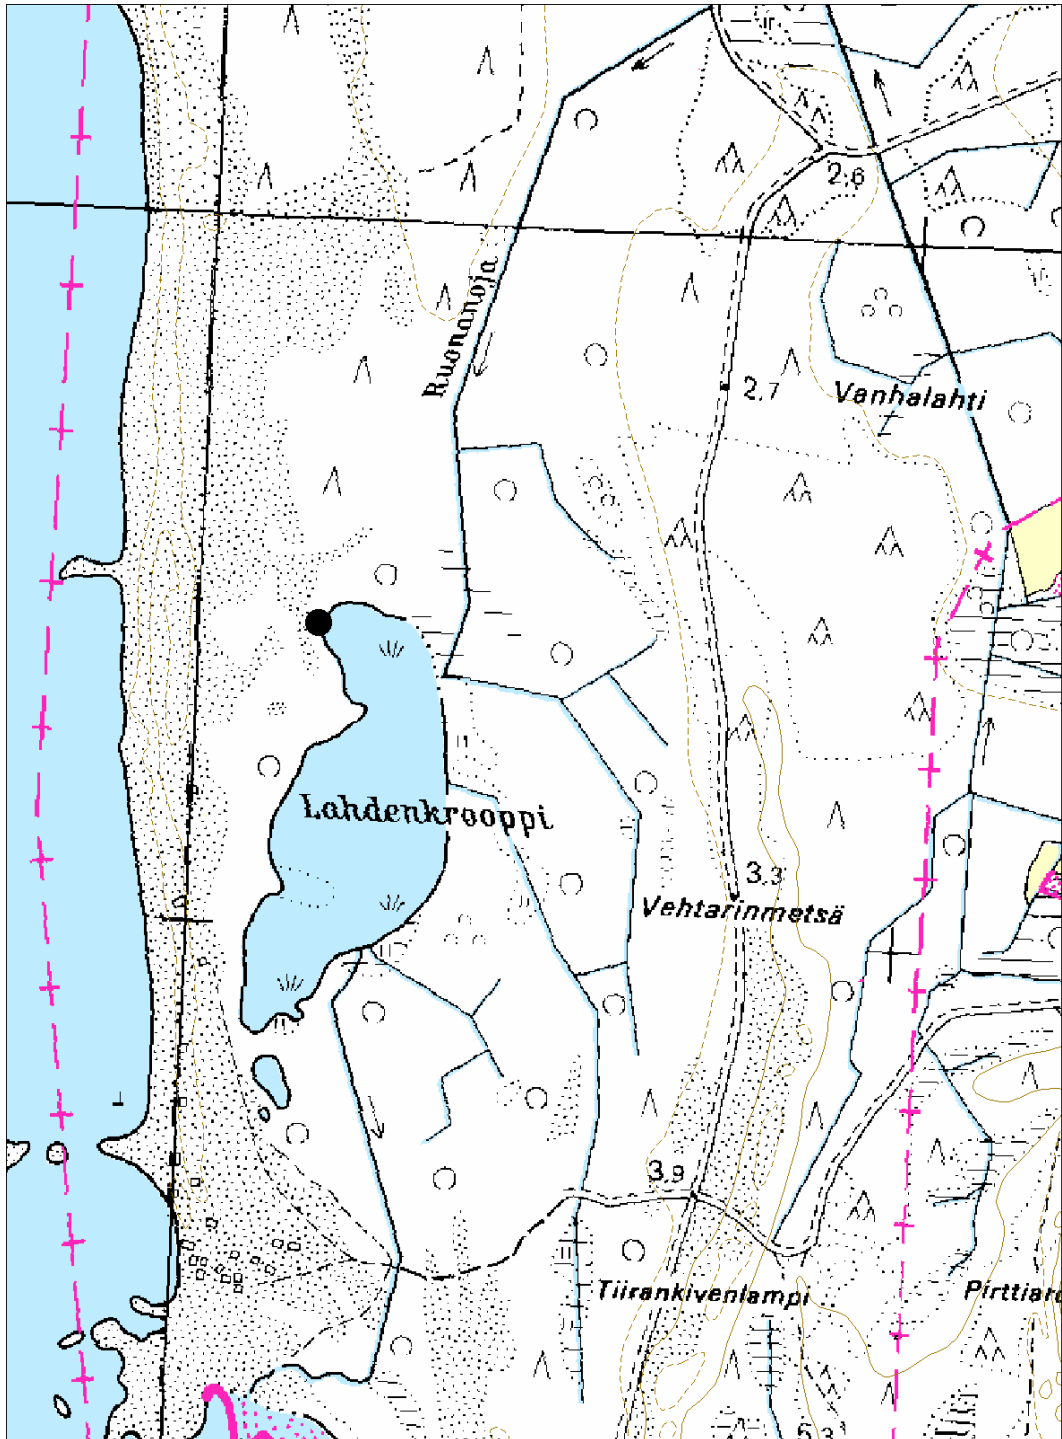 2.6
Ruonanoja
2.7
Vanhalahti
Lahdenkrooppi
3.3
Vehtarinmetsä
3.9
Tiirankivenlampi